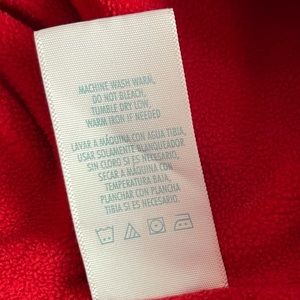 MACHINE WASH WARM,
DO NOT BLEACH,
TUMBLE DRY LOW,
WARM IRON IF NEEDED
LAVAR A MÁQUINA CON AGUA TIBIA,
USAR SOLAMENTE BLANQUEADOR
SIN CLORO SI ES NECESARIO,
SECAR A MÁQUINA CON
TEMPERATURA BAJA,
PLANCHAR CON PLANCHA
TIBIA SI ES NECESARIO.